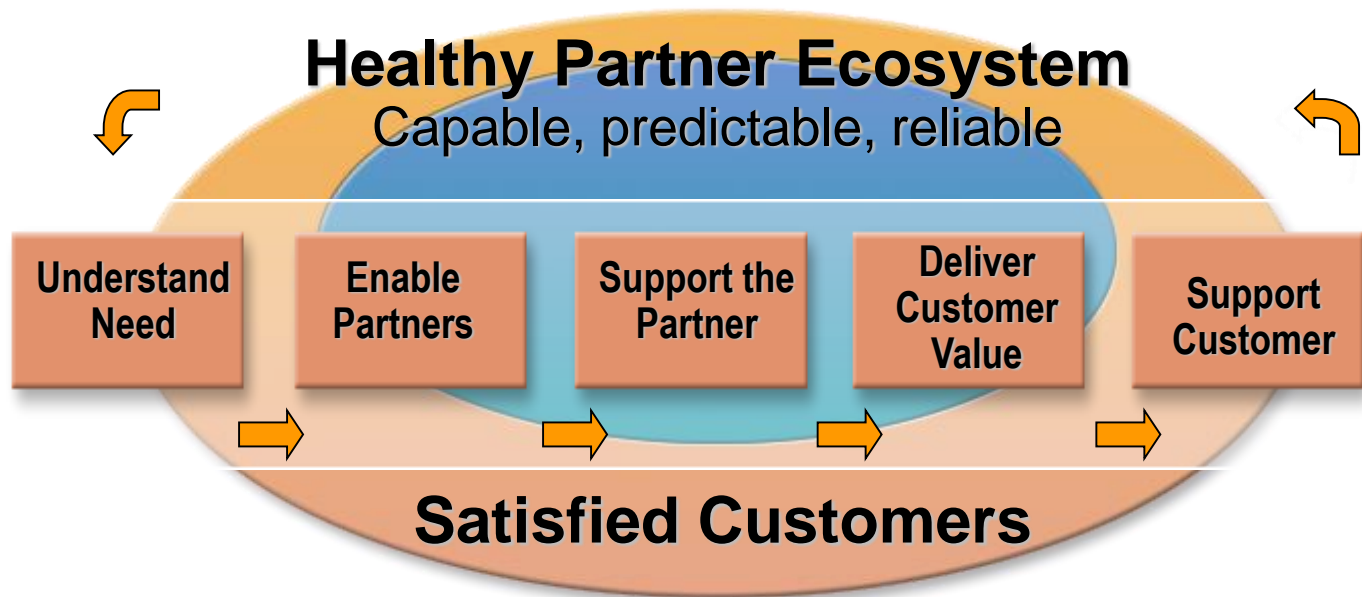 Healthy Partner Ecosystem
Capable, predictable, reliable
Understand
Need
Enable
Partners
Support the
Partner
Deliver
Customer
Value
Support
Customer
Satisfied Customers